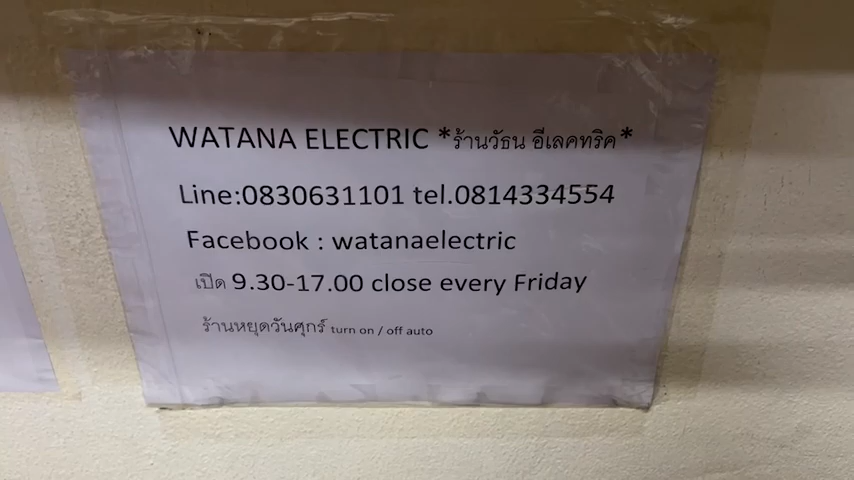 WATANA ELECTRIC *ร้านวัธน อีเลคทริค*
Line:0830631101 tel.0814334554
Facebook : watanaelectric
เปิด 9.30-17.00 close every Friday
ร้านหยุดวันศุกร์ turn on / off auto